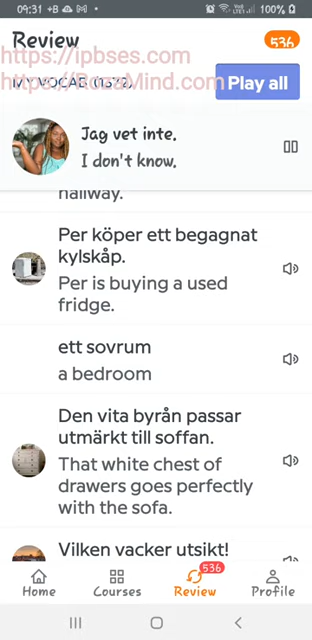 09:31 +B
100%
Review
536
https://ipbses.com
MY VOCAB (1572)
https://RosaMind.com
Play all
Jag vet inte.
I don't know.
hallway.
Per köper ett begagnat
kylskåp.
Per is buying a used
fridge.
ett sovrum
a bedroom
Den vita byrån passar
utmärkt till soffan.
That white chest of
drawers goes perfectly
with the sofa.
Vilken vacker utsikt!
536
Home
Courses
Review
Profile